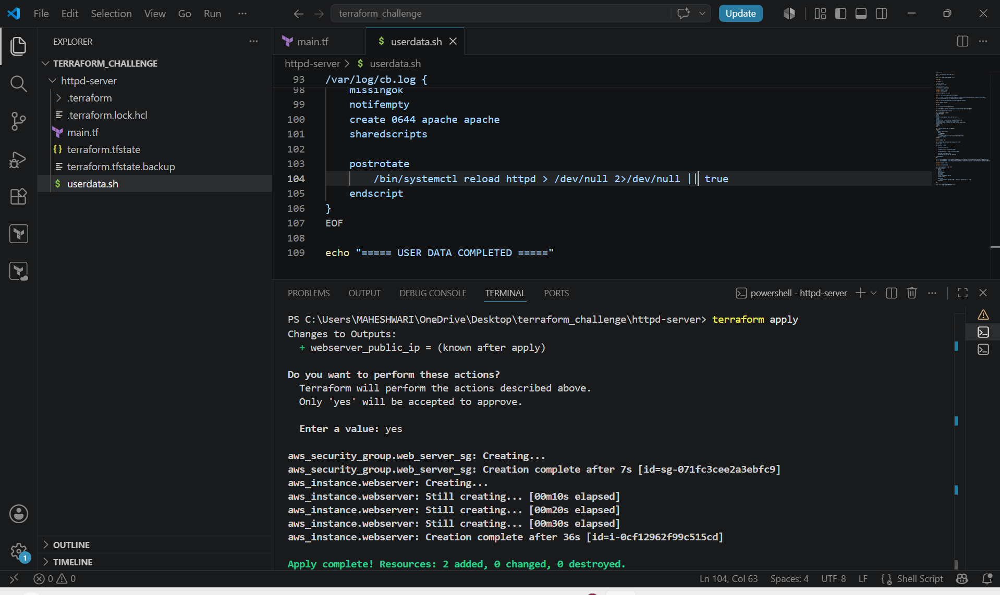 File Edit Selection View Go Run ···
terraform_challenge
Update
EXPLORER
TERRAFORM_CHALLENGE
httpd-server
.terraform
.terraform.lock.hcl
main.tf
terraform.tfstate
terraform.tfstate.backup
userdata.sh
OUTLINE
TIMELINE
main.tf
$ userdata.sh
httpd-server > $ userdata.sh
93 /var/log/cb.log {
98 missingok
99 notifempty
100 create 0644 apache apache
101 sharedscripts
102
103 postrotate
104 /bin/systemctl reload httpd > /dev/null 2>/dev/null || true
105 endscript
106 }
107 EOF
108
109 echo "===== USER DATA COMPLETED ====="
PROBLEMS OUTPUT DEBUG CONSOLE TERMINAL PORTS
powershell - httpd-server
PS C:\Users\MAHESHWARI\OneDrive\Desktop\terraform_challenge\httpd-server> terraform apply
Changes to Outputs:
+ webserver_public_ip = (known after apply)
Do you want to perform these actions?
Terraform will perform the actions described above.
Only 'yes' will be accepted to approve.
Enter a value: yes
aws_security_group.web_server_sg: Creating...
aws_security_group.web_server_sg: Creation complete after 7s [id=sg-071fc3cee2a3ebfc9]
aws_instance.webserver: Creating...
aws_instance.webserver: Still creating... [00m10s elapsed]
aws_instance.webserver: Still creating... [00m20s elapsed]
aws_instance.webserver: Still creating... [00m30s elapsed]
aws_instance.webserver: Creation complete after 36s [id=i-0cf12962f99c515cd]
Apply complete! Resources: 2 added, 0 changed, 0 destroyed.
1
0 0
Ln 104, Col 63 Spaces: 4 UTF-8 LF Shell Script